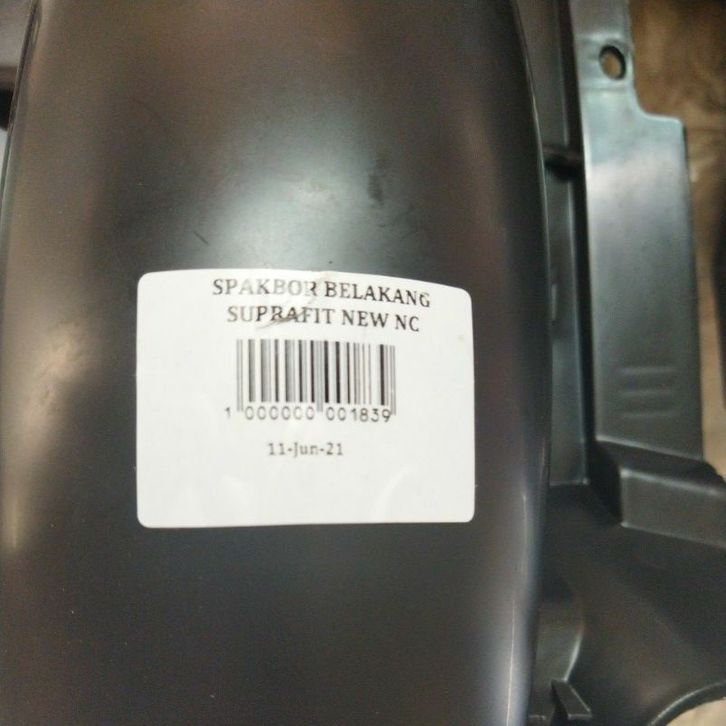 SPAKBOR BELAKANG
SUPRAFIT NEW NC
1 000000 001839
11-Jun-21